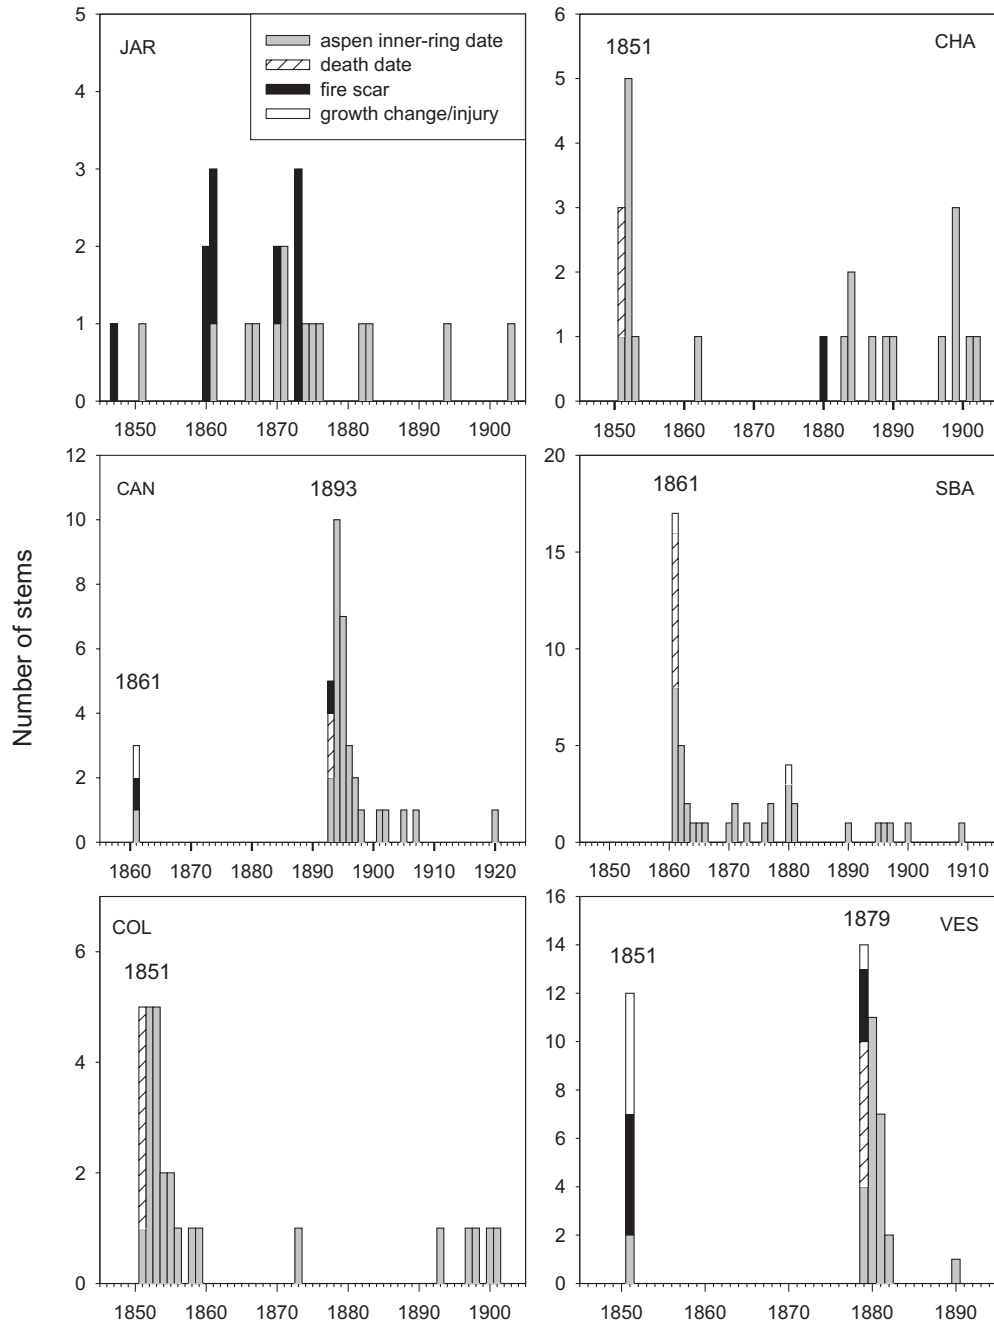 Number of stems
JAR
aspen inner-ring date
death date
fire scar
growth change/injury
5
4
3
2
1
0
1850 1860 1870 1880 1890 1900
CHA
1851
6
5
4
3
2
1
0
1850 1860 1870 1880 1890 1900
CAN
1893
1861
12
10
8
6
4
2
0
1860 1870 1880 1890 1900 1910 1920
SBA
1861
20
15
10
5
0
1850 1860 1870 1880 1890 1900 1910
COL
1851
6
4
2
0
1850 1860 1870 1880 1890 1900
VES
1879
1851
16
14
12
10
8
6
4
2
0
1850 1860 1870 1880 1890